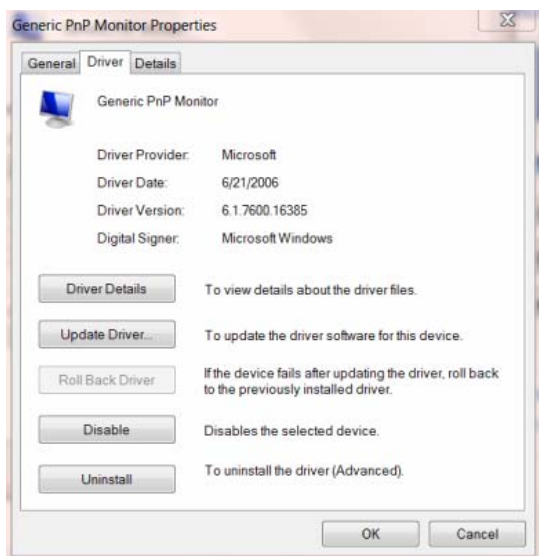 Generic PnP Monitor Properties
General Driver Details
Generic PnP Monitor
Driver Provider: Microsoft
Driver Date: 6/21/2006
Driver Version: 6.1.7600.16385
Digital Signer: Microsoft Windows
Driver Details To view details about the driver files.
Update Driver... To update the driver software for this device.
Roll Back Driver If the device fails after updating the driver, roll back
to the previously installed driver.
Disable Disables the selected device.
Uninstall To uninstall the driver (Advanced).
OK Cancel